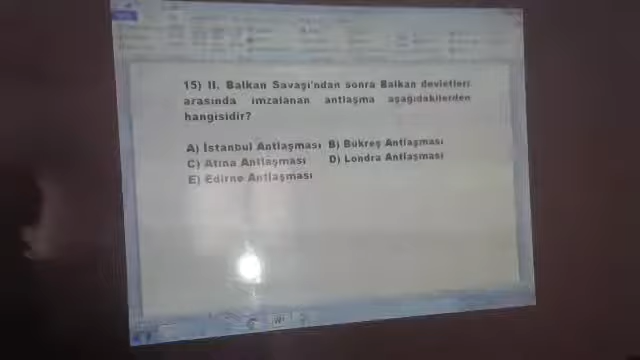 15) II. Balkan Savaşı'ndan sonra Balkan devletleri
arasında imzalanan antlaşma aşağıdakilerden
hangisidir?
A) İstanbul Antlaşması B) Bükreş Antlaşması
C) Atina Antlaşması D) Londra Antlaşması
E) Edirne Antlaşması